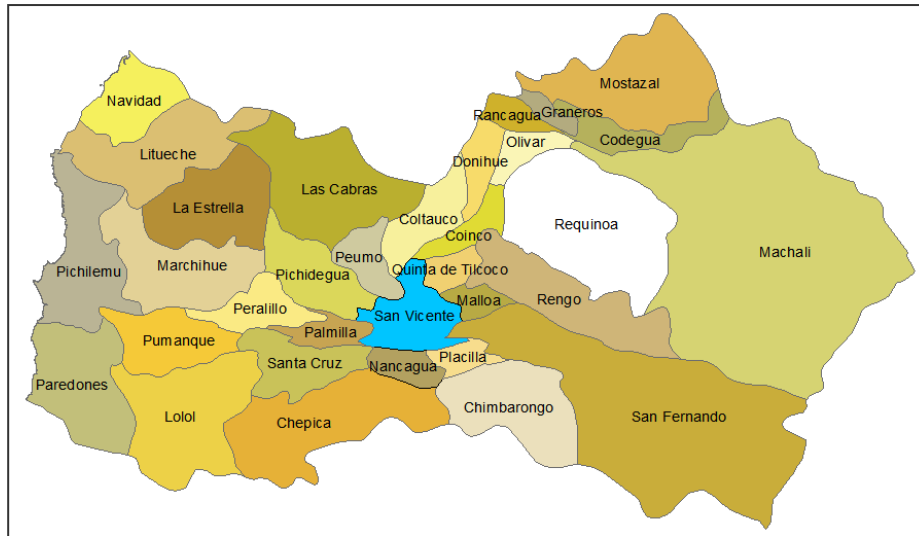 Mostazal
Navidad
Rancagua
Graneros
Codegua
Olivar
Litueche
Donihue
Las Cabras
La Estrella
Coltauco
Requinoa
Coinco
Machali
Peumo
Marchihue
Pichilemu
Pichidegua
Quinta de Tilcoco
Malloa
Rengo
Peralillo
San Vicente
Palmilla
Pumanque
Placilla
Santa Cruz
Nancagua
Paredones
Chimbarongo
Lolol
Chepica
San Fernando